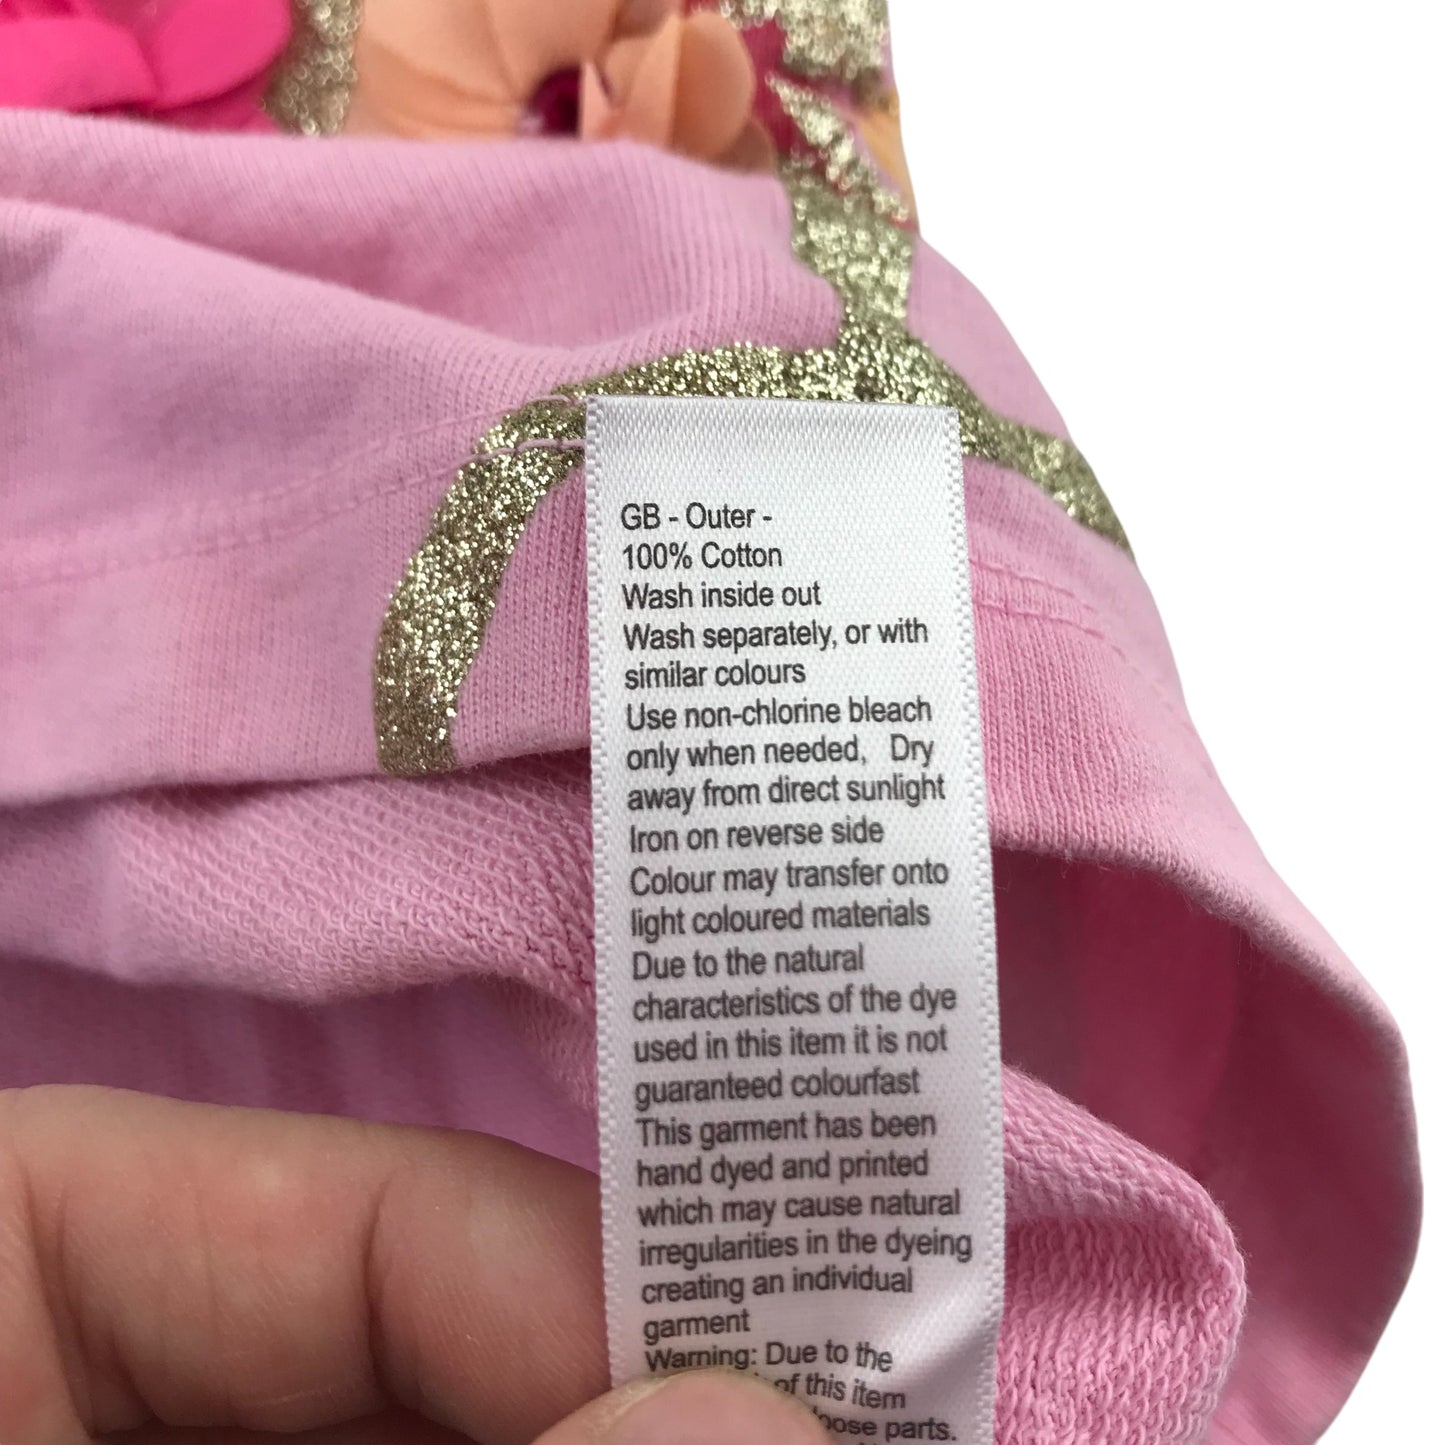 GB - Outer -
100% Cotton
Wash inside out
Wash separately, or with
similar colours
Use non-chlorine bleach
only when needed, Dry
away from direct sunlight
Iron on reverse side
Colour may transfer onto
light coloured materials
Due to the natural
characteristics of the dye
used in this item it is not
guaranteed colourfast
This garment has been
hand dyed and printed
which may cause natural
irregularities in the dyeing
creating an individual
garment
Warning: Due to the
of this item
parts.